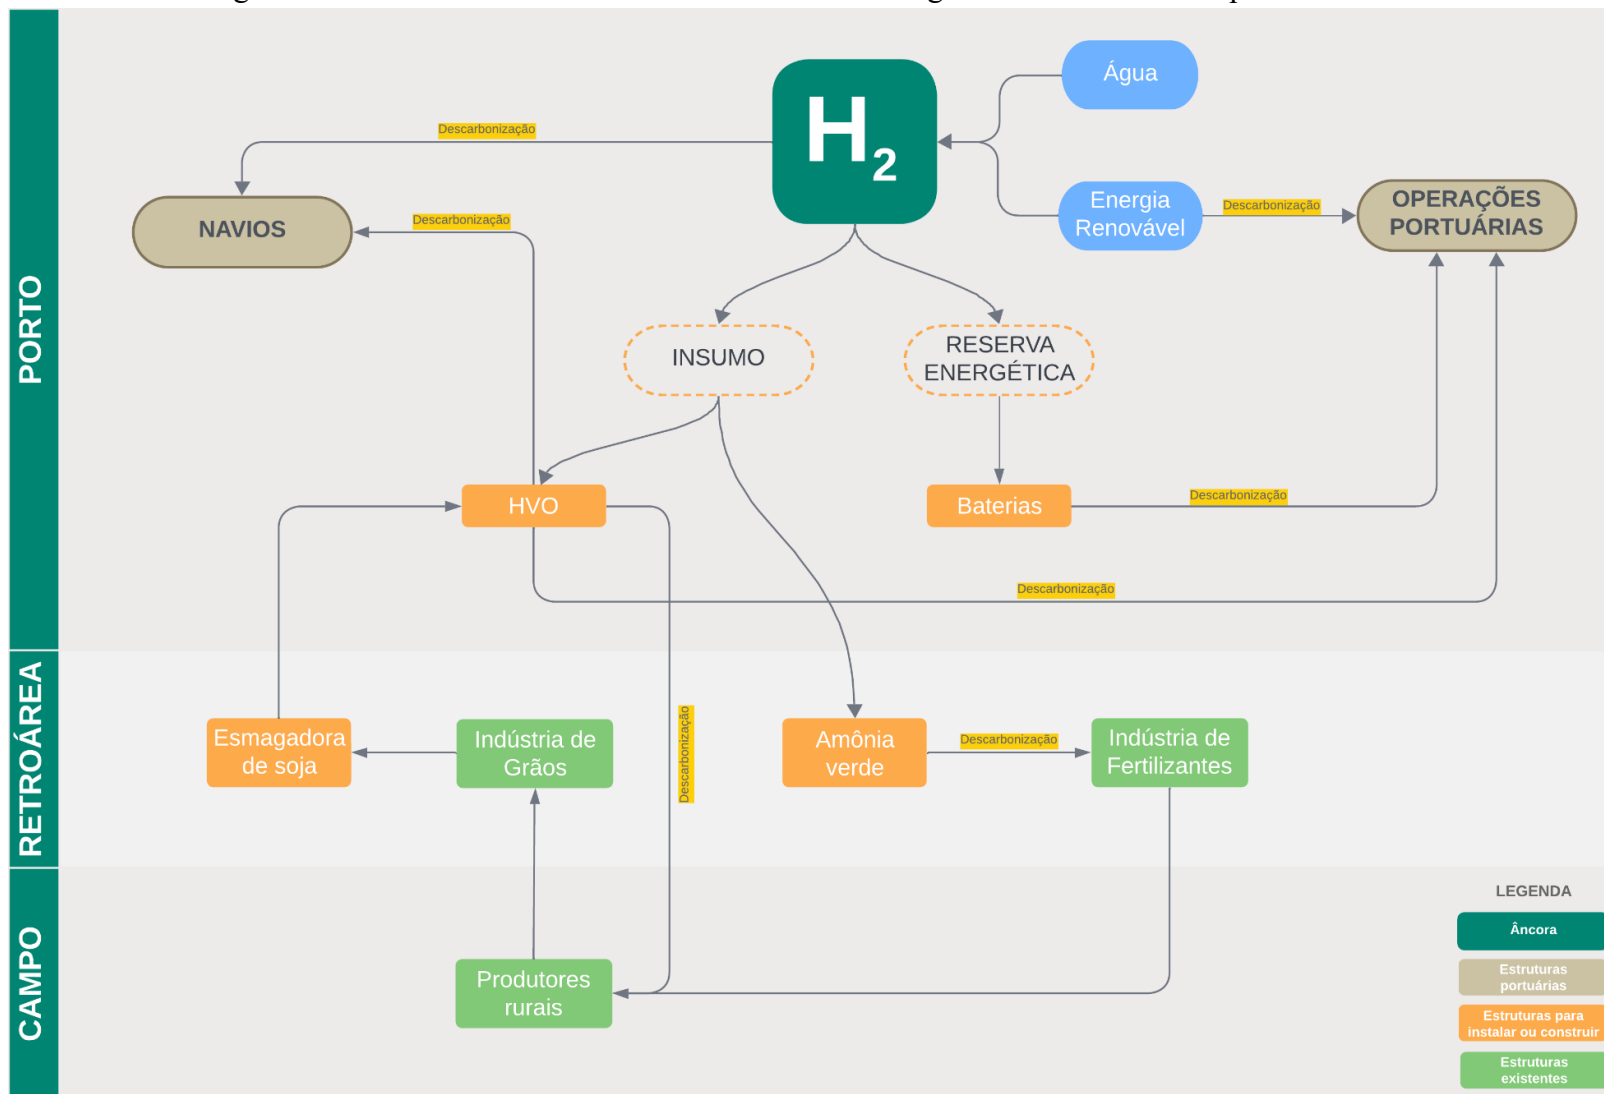 PORTO
H2
Água
Descarbonização
NAVIOS
Descarbonização
Energia
Renovável
Descarbonização
OPERAÇÕES
PORTUÁRIAS
INSUMO
RESERVA
ENERGÉTICA
HVO
Baterias
Descarbonização
Descarbonização
RETROÁREA
Esmagadora
de soja
Indústria de
Grãos
Descarbonização
Amônia
verde
Descarbonização
Indústria de
Fertilizantes
CAMPO
Produtores
rurais
LEGENDA
Âncora
Estruturas
portuárias
Estruturas para
instalar ou construir
Estruturas
existentes